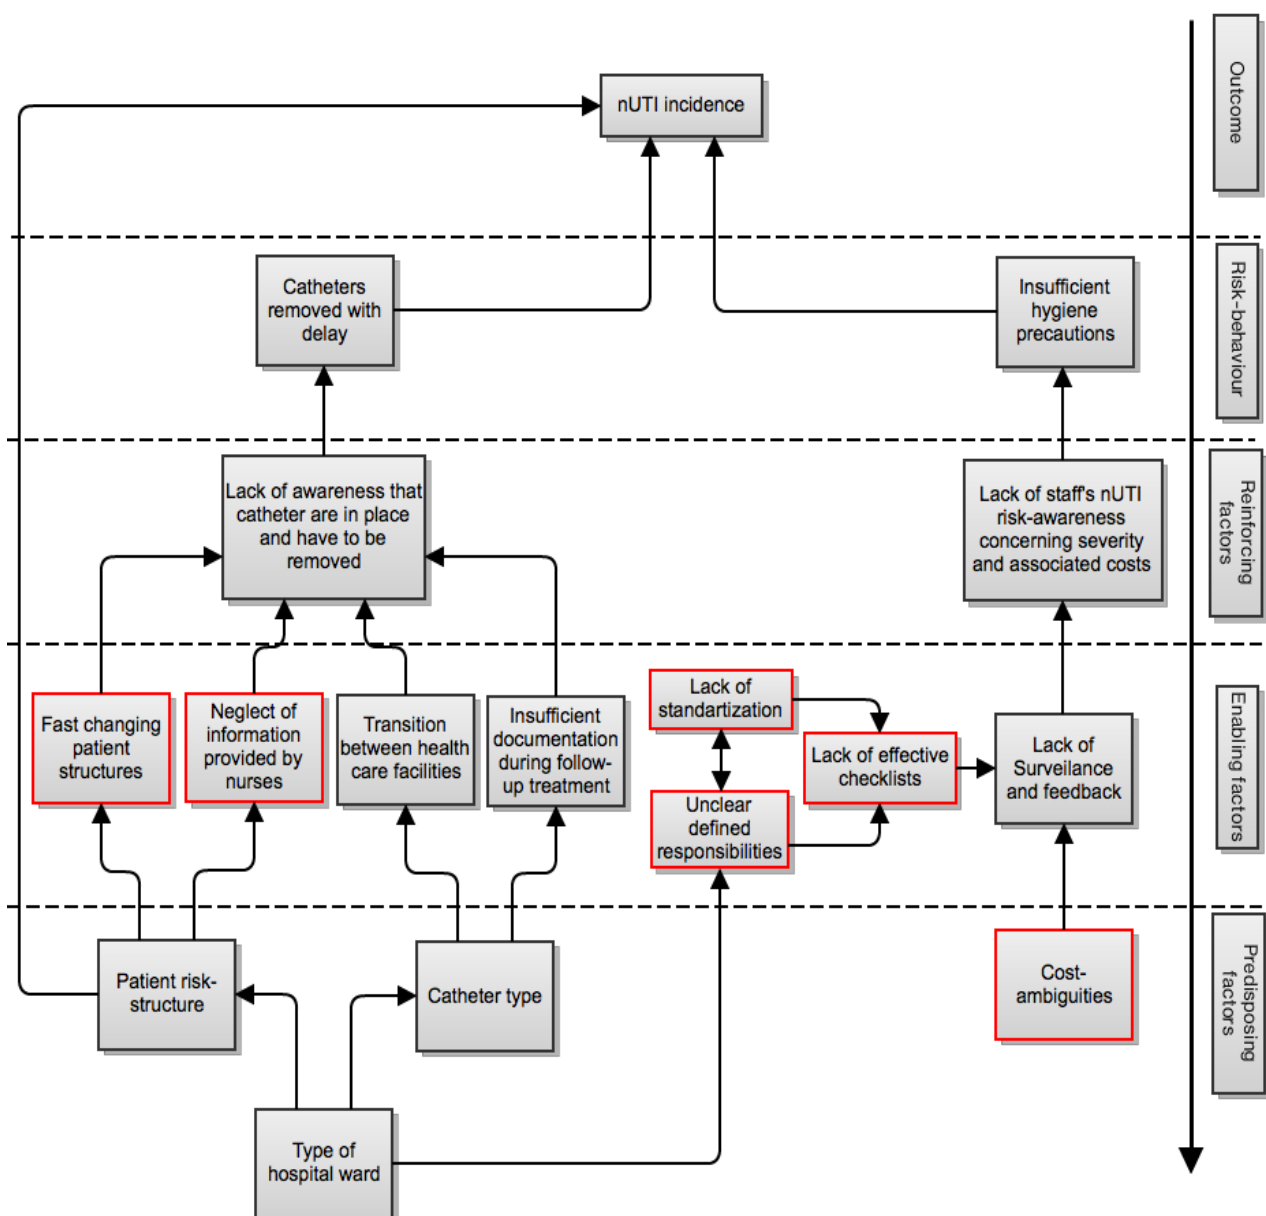 Outcome
nUTI incidence
Risk-behaviour
Catheters
removed with
delay
Insufficient
hygiene
precautions
Reinforcing
factors
Lack of awareness that
catheter are in place
and have to be
removed
Lack of staff's nUTI
risk-awareness
concerning severity
and associated costs
Enabling factors
Fast changing
patient
structures
Neglect of
information
provided by
nurses
Transition
between health
care facilities
Insufficient
documentation
during follow-
up treatment
Lack of
standartization
Unclear
defined
responsibilities
Lack of effective
checklists
Lack of
Surveilance
and feedback
Predisposing
factors
Patient risk-
structure
Catheter type
Cost-
ambiguities
Type of
hospital ward